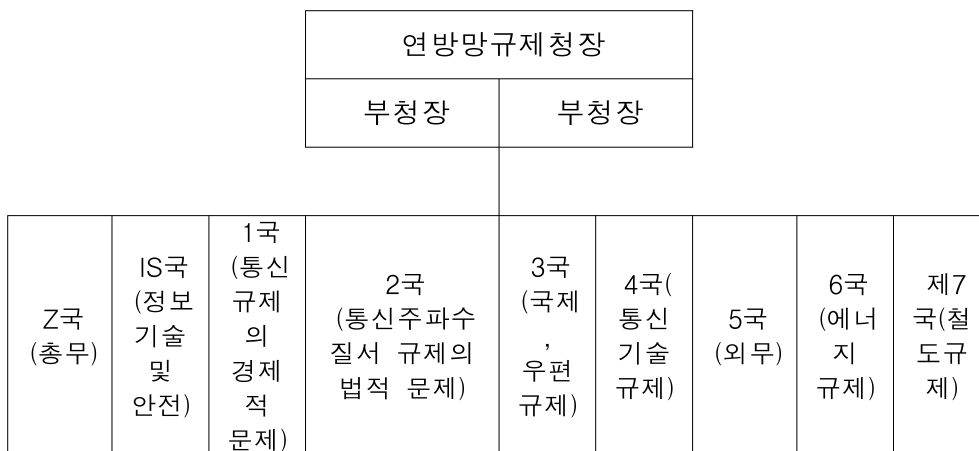 연방망규제청장
부청장
부청장
Z국
(총무)
IS국
(정보
기술
및
안전)
1국
(통신
규제
의
경제
적
문제)
2국
(통신주파수
질서 규제의
법적 문제)
3국
(국제
,
우편
규제)
4국(
통신
기술
규제)
5국
(외무)
6국
(에너
지
규제)
제7
국(철
도규
제)